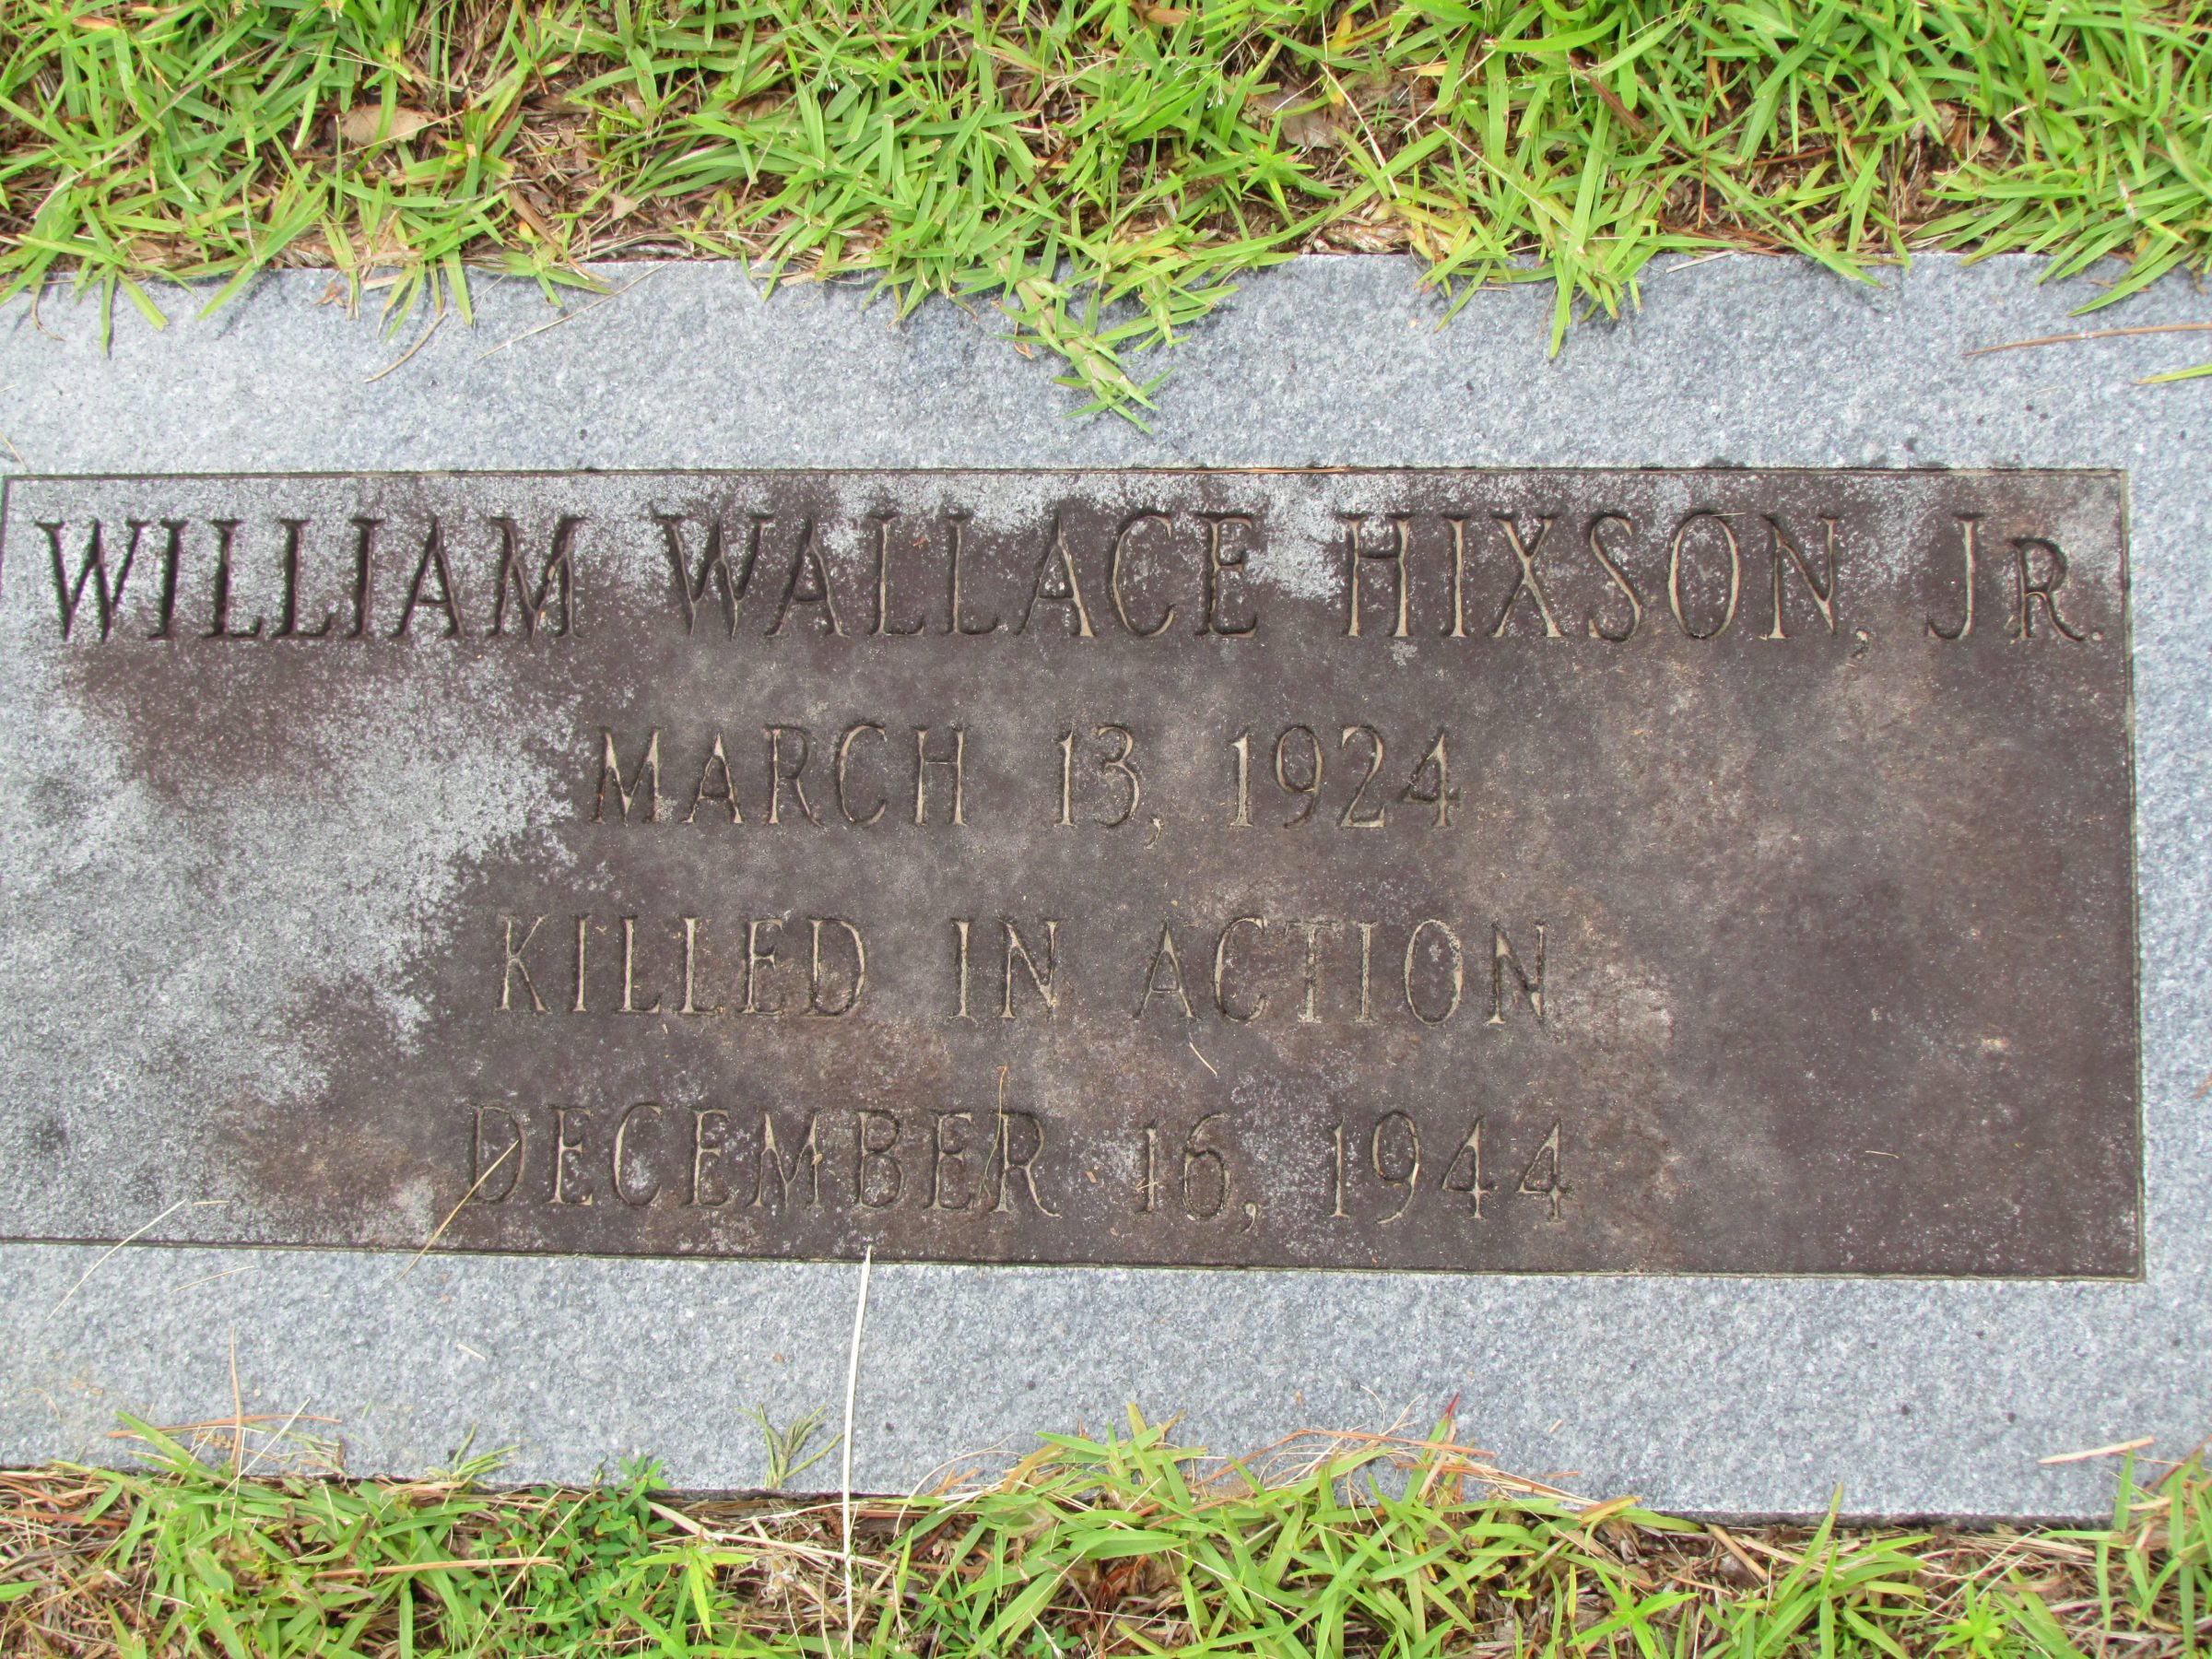 WILLIAM WALLACE HIXSON, JR.
MARCH 13, 1924
KILLED IN ACTION
DECEMBER 16, 1944